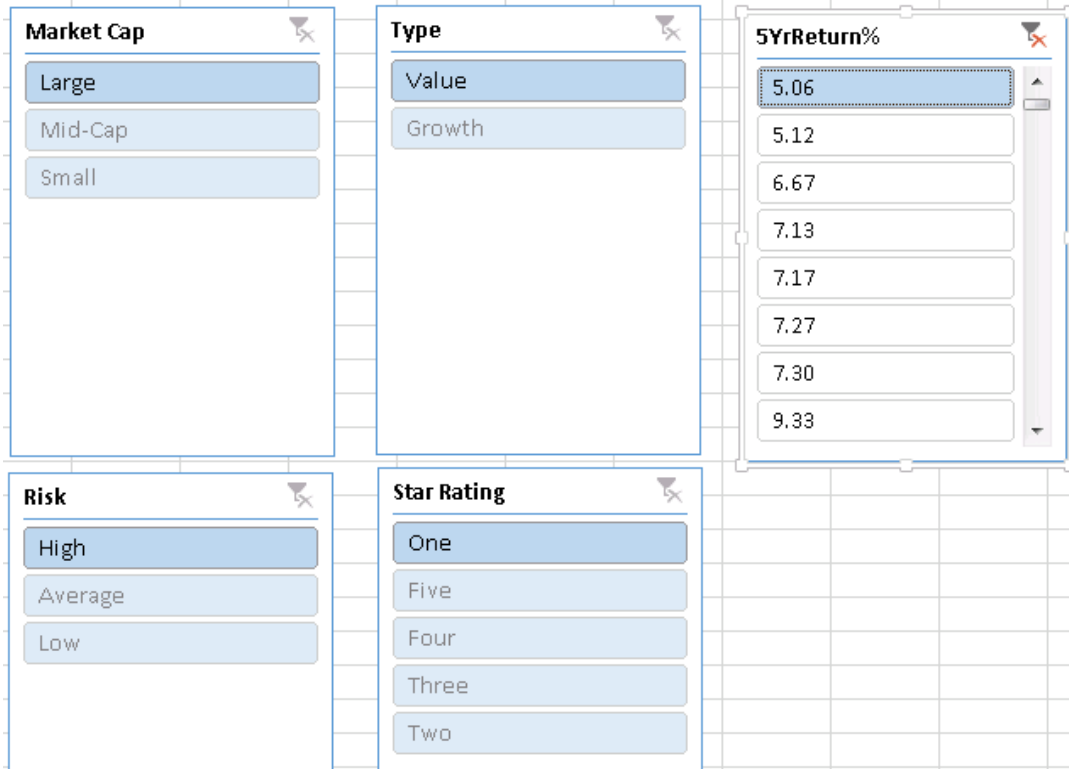 Market Cap
Large
Mid-Cap
Small
Type
Value
Growth
5YrReturn%
5.06
5.12
6.67
7.13
7.17
7.27
7.30
9.33
Risk
High
Average
Low
Star Rating
One
Five
Four
Three
Two